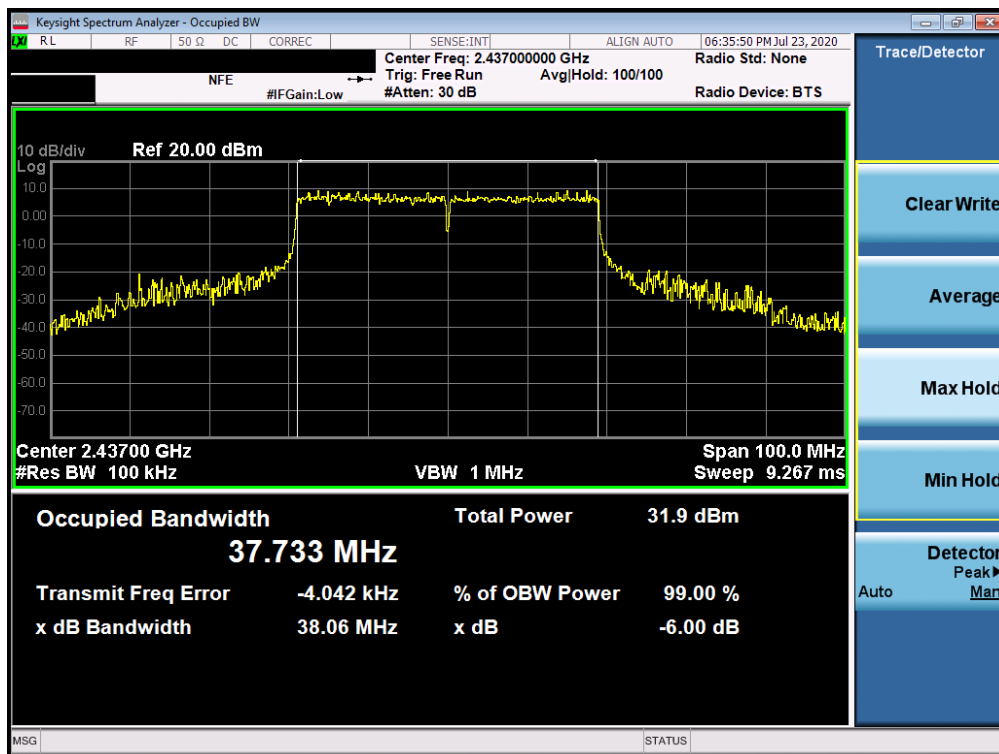 Keysight Spectrum Analyzer - Occupied BW
LXI RL RF 50 Ω DC CORREC SENSE:INT ALIGN AUTO 06:35:50 PM Jul 23, 2020
Center Freq: 2.437000000 GHz Radio Std: None
NFE Trig: Free Run Avg|Hold: 100/100
#IFGain:Low #Atten: 30 dB Radio Device: BTS
Trace/Detector
10 dB/div Ref 20.00 dBm
Log
10.0
0.00
-10.0
-20.0
-30.0
-40.0
-50.0
-60.0
-70.0
Center 2.43700 GHz Span 100.0 MHz
#Res BW 100 kHz VBW 1 MHz Sweep 9.267 ms
Occupied Bandwidth Total Power 31.9 dBm
37.733 MHz
Transmit Freq Error -4.042 kHz % of OBW Power 99.00 %
x dB Bandwidth 38.06 MHz x dB -6.00 dB
Clear Write
Average
Max Hold
Min Hold
Detector
Peak
Auto Man
MSG STATUS